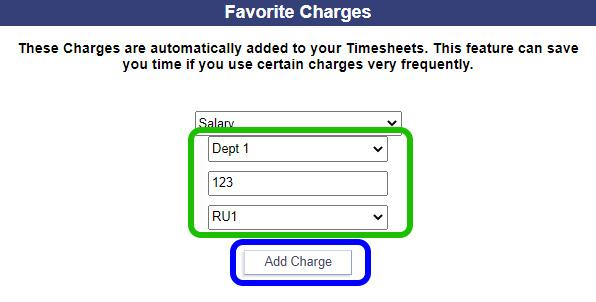 Favorite Charges
These Charges are automatically added to your Timesheets. This feature can save
you time if you use certain charges very frequently.
Salary
Dept 1
123
RU1
Add Charge